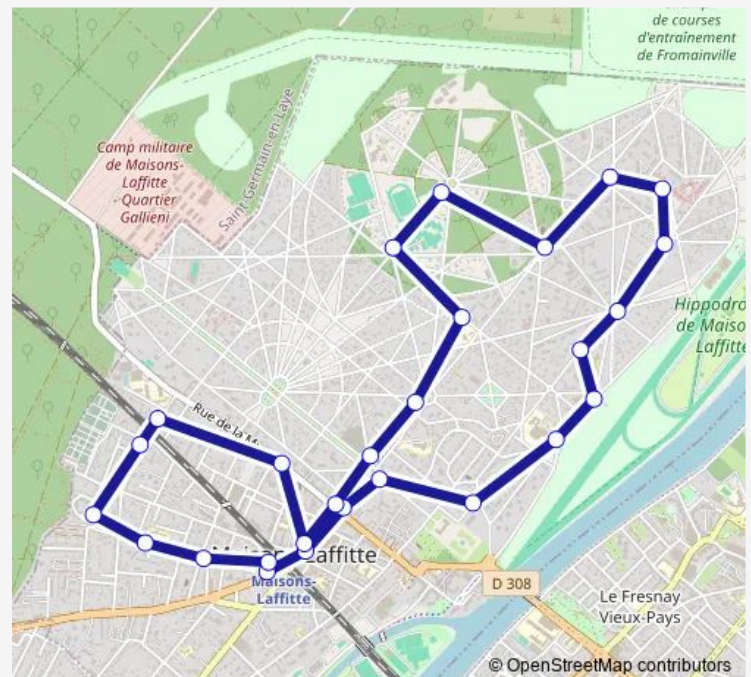 de courses
d'entraînement
de Fromainville
Saint-Germain-en-Laye
Camp militaire
de Maisons-
Laffitte
- Quartier
Gallieni
Hippodro
de Maiso
Laffitte
Rue de la M
Laffitte
Maisons-
Laffitte
D 308
Le Fresnay
Vieux-Pays
© OpenStreetMap contributors